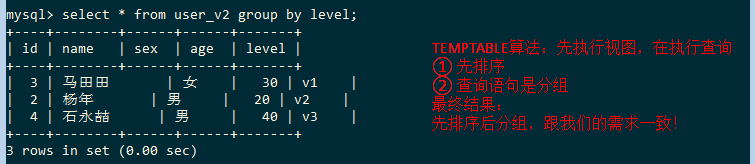 mysql> select * from user_v2 group by level;
+----+--------+------+------+-------+
| id | name | sex | age | level |
+----+--------+------+------+-------+
| 3 | 马田田 | 女 | 30 | v1 |
| 2 | 杨年 | 男 | 20 | v2 |
| 4 | 石永喆 | 男 | 40 | v3 |
+----+--------+------+------+-------+
3 rows in set (0.00 sec)
TEMPTABLE算法：先执行视图，在执行查询
① 先排序
② 查询语句是分组
最终结果：
先排序后分组，跟我们的需求一致！